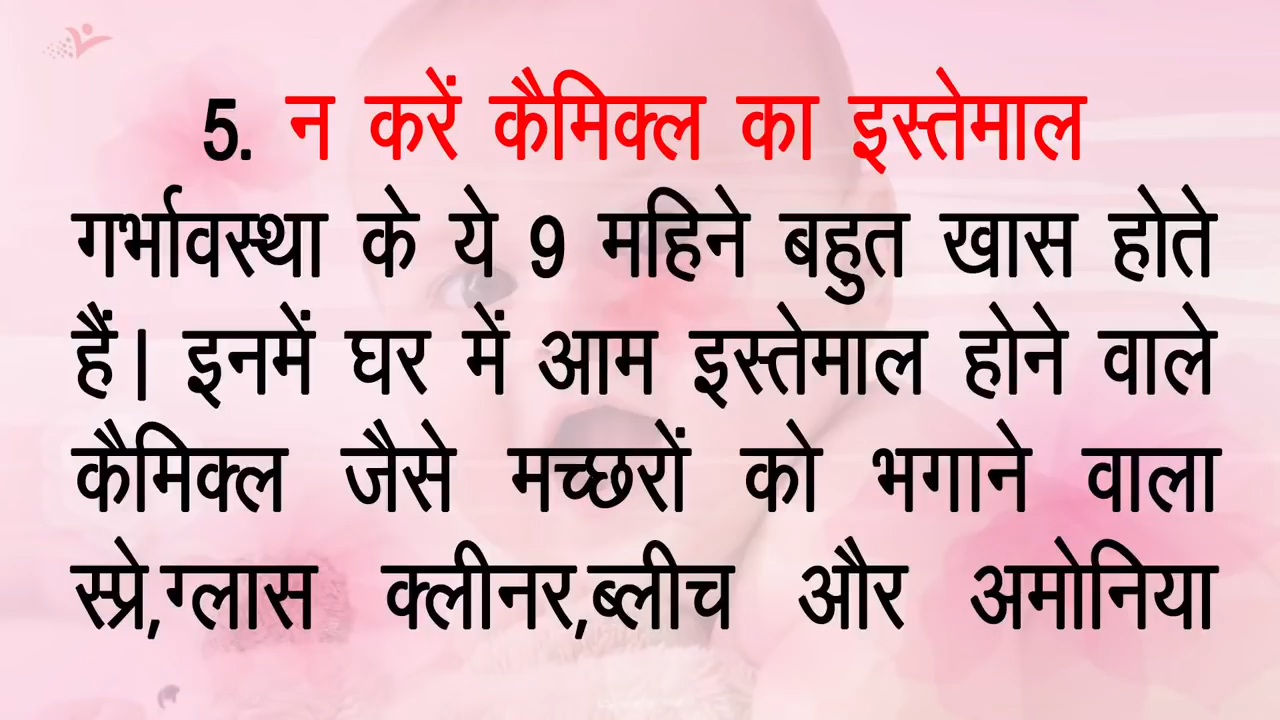 5. न करें कैमिक्ल का इस्तेमाल
गर्भावस्था के ये 9 महिने बहुत खास होते
हैं। इनमें घर में आम इस्तेमाल होने वाले
कैमिक्ल जैसे मच्छरों को भगाने वाला
स्प्रे,ग्लास क्लीनर,ब्लीच और अमोनिया